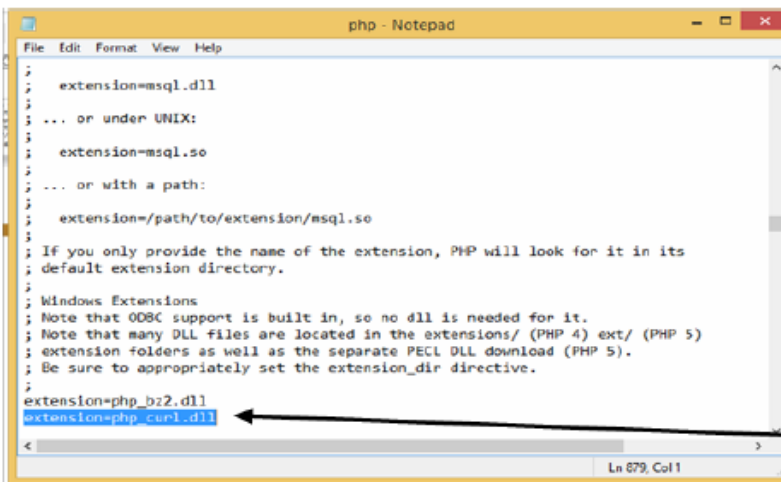 php - Notepad
File Edit Format View Help
;
; extension=msql.dll
;
; ... or under UNIX:
;
; extension=msql.so
;
; ... or with a path:
;
; extension=/path/to/extension/msql.so
;
; If you only provide the name of the extension, PHP will look for it in its
; default extension directory.
;
; Windows Extensions
; Note that ODBC support is built in, so no dll is needed for it.
; Note that many DLL files are located in the extensions/ (PHP 4) ext/ (PHP 5)
; extension folders as well as the separate PECL DLL download (PHP 5).
; Be sure to appropriately set the extension_dir directive.
;
extension=php_bz2.dll
extension=php_curl.dll
Ln 879, Col 1